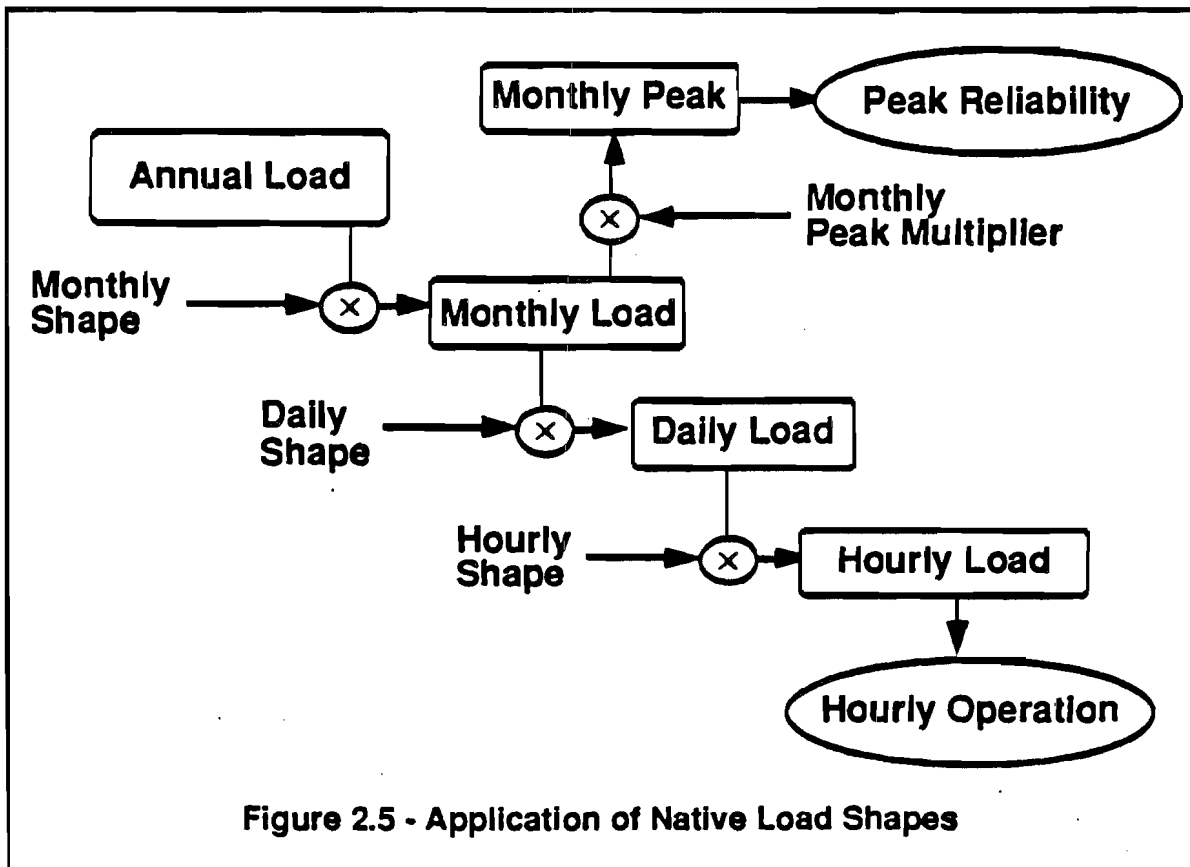 Monthly Peak
Peak Reliability
Annual Load
Monthly
Peak Multiplier
Monthly
Shape
×
×
Monthly Load
Daily
Shape
×
Daily Load
Hourly
Shape
×
Hourly Load
Hourly Operation
Figure 2.5 - Application of Native Load Shapes